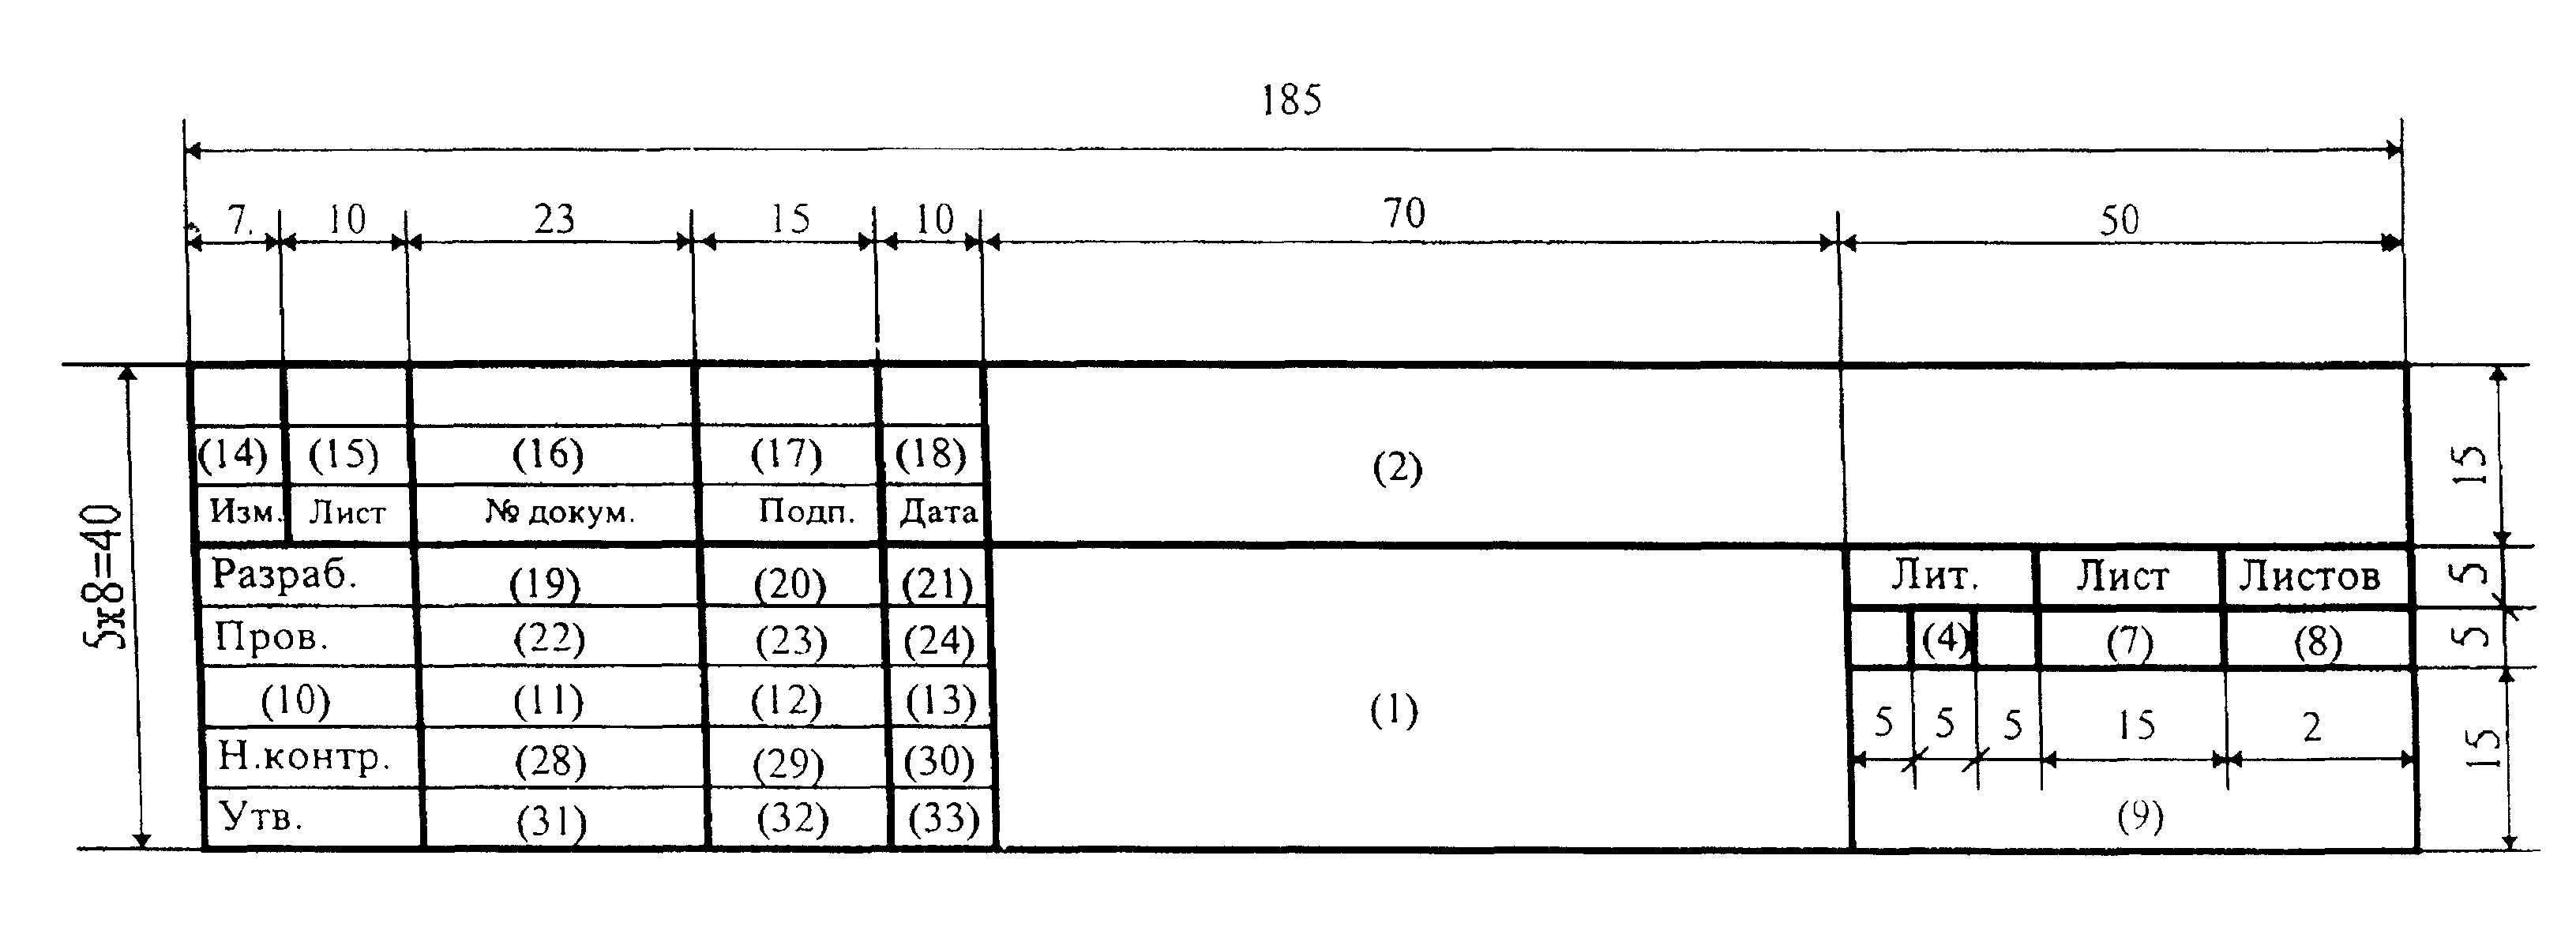 185
7. 10 23 15 10 70 50
(14) (15) (16) (17) (18) (2) 15
Изм. Лист № докум. Подп. Дата
5х8=40
Разраб. (19) (20) (21) Лит. Лист Листов 5
Пров. (22) (23) (24) (4) (7) (8) 5
(10) (11) (12) (13) (1) 5 5 5 15 2 15
Н.контр. (28) (29) (30)
Утв. (31) (32) (33) (9)